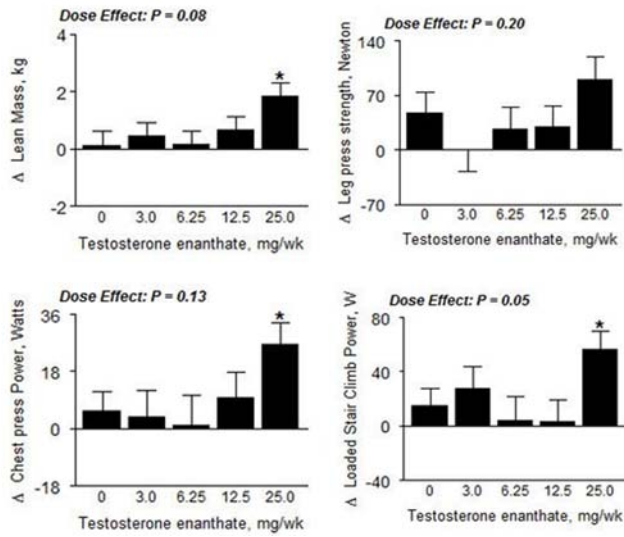 Dose Effect: P = 0.08
Δ Lean Mass, kg
4
2
0
-2
*
0 3.0 6.25 12.5 25.0
Testosterone enanthate, mg/wk
Dose Effect: P = 0.20
Δ Leg press strength, Newton
140
70
0
-70
0 3.0 6.25 12.5 25.0
Testosterone enanthate, mg/wk
Dose Effect: P = 0.13
Δ Chest press Power, Watts
36
18
0
-18
*
0 3.0 6.25 12.5 25.0
Testosterone enanthate, mg/wk
Dose Effect: P = 0.05
Δ Loaded Stair Climb Power, W
80
40
0
-40
*
0 3.0 6.25 12.5 25.0
Testosterone enanthate, mg/wk